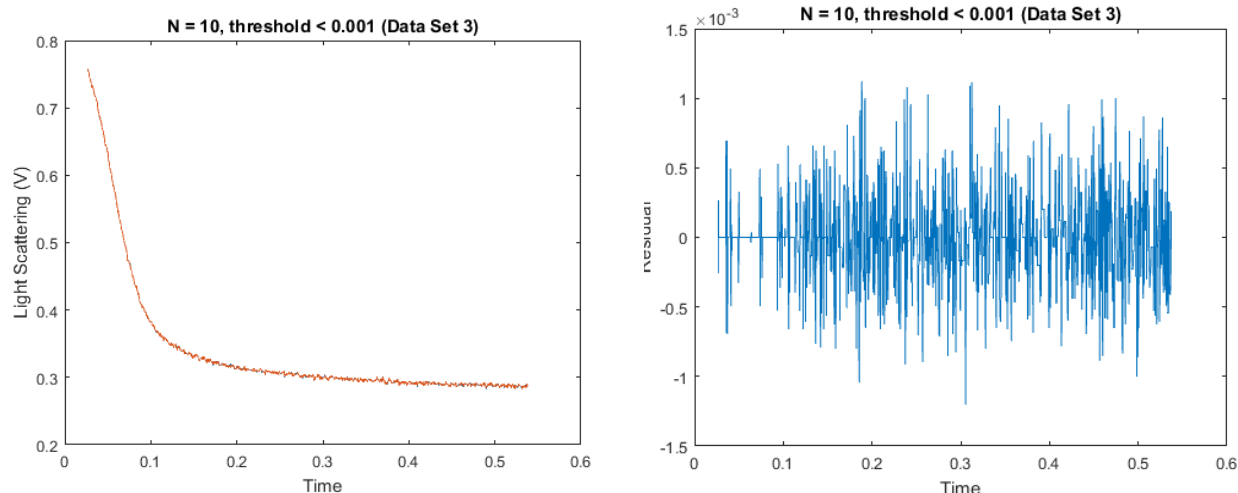 N = 10, threshold < 0.001 (Data Set 3)
0.8
0.7
0.6
0.5
0.4
0.3
0.2
Light Scattering (V)
0 0.1 0.2 0.3 0.4 0.5 0.6
Time
N = 10, threshold < 0.001 (Data Set 3)
×10⁻³
1.5
1
0.5
0
-0.5
-1
-1.5
Residual
0 0.1 0.2 0.3 0.4 0.5 0.6
Time